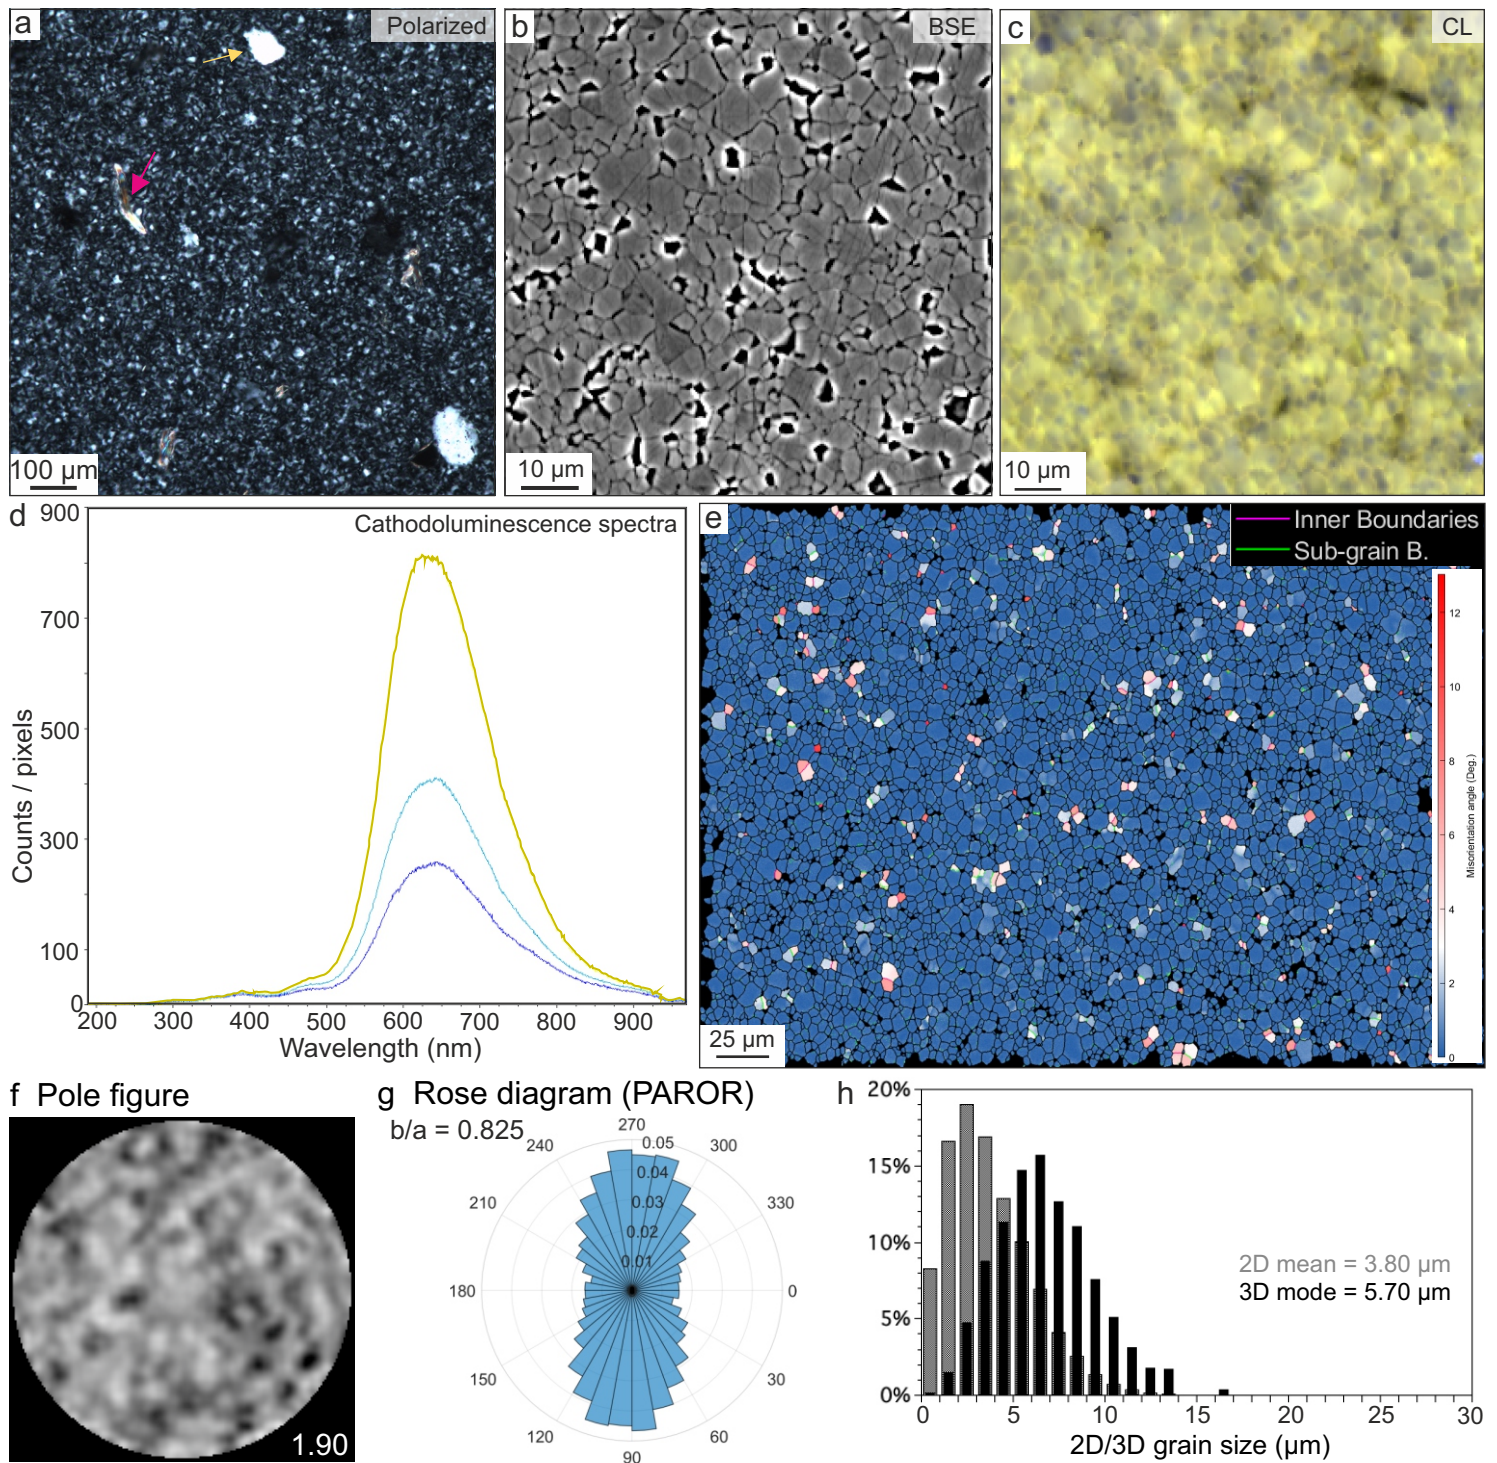 a
Polarized
100 µm
b
BSE
10 µm
c
CL
10 µm
d
Cathodoluminescence spectra
900
700
500
300
100
0
Counts / pixels
200 300 400 500 600 700 800 900
Wavelength (nm)
e
Inner Boundaries
Sub-grain B.
12
10
8
6
4
2
0
Misorientation angle (Deg.)
25 µm
f Pole figure
1.90
g Rose diagram (PAROR)
b/a = 0.825
270
240
300
210
330
180
0
150
30
120
60
90
0.05
0.04
0.03
0.02
0.01
h
20%
15%
10%
5%
0%
2D mean = 3.80 µm
3D mode = 5.70 µm
0 5 10 15 20 25 30
2D/3D grain size (µm)